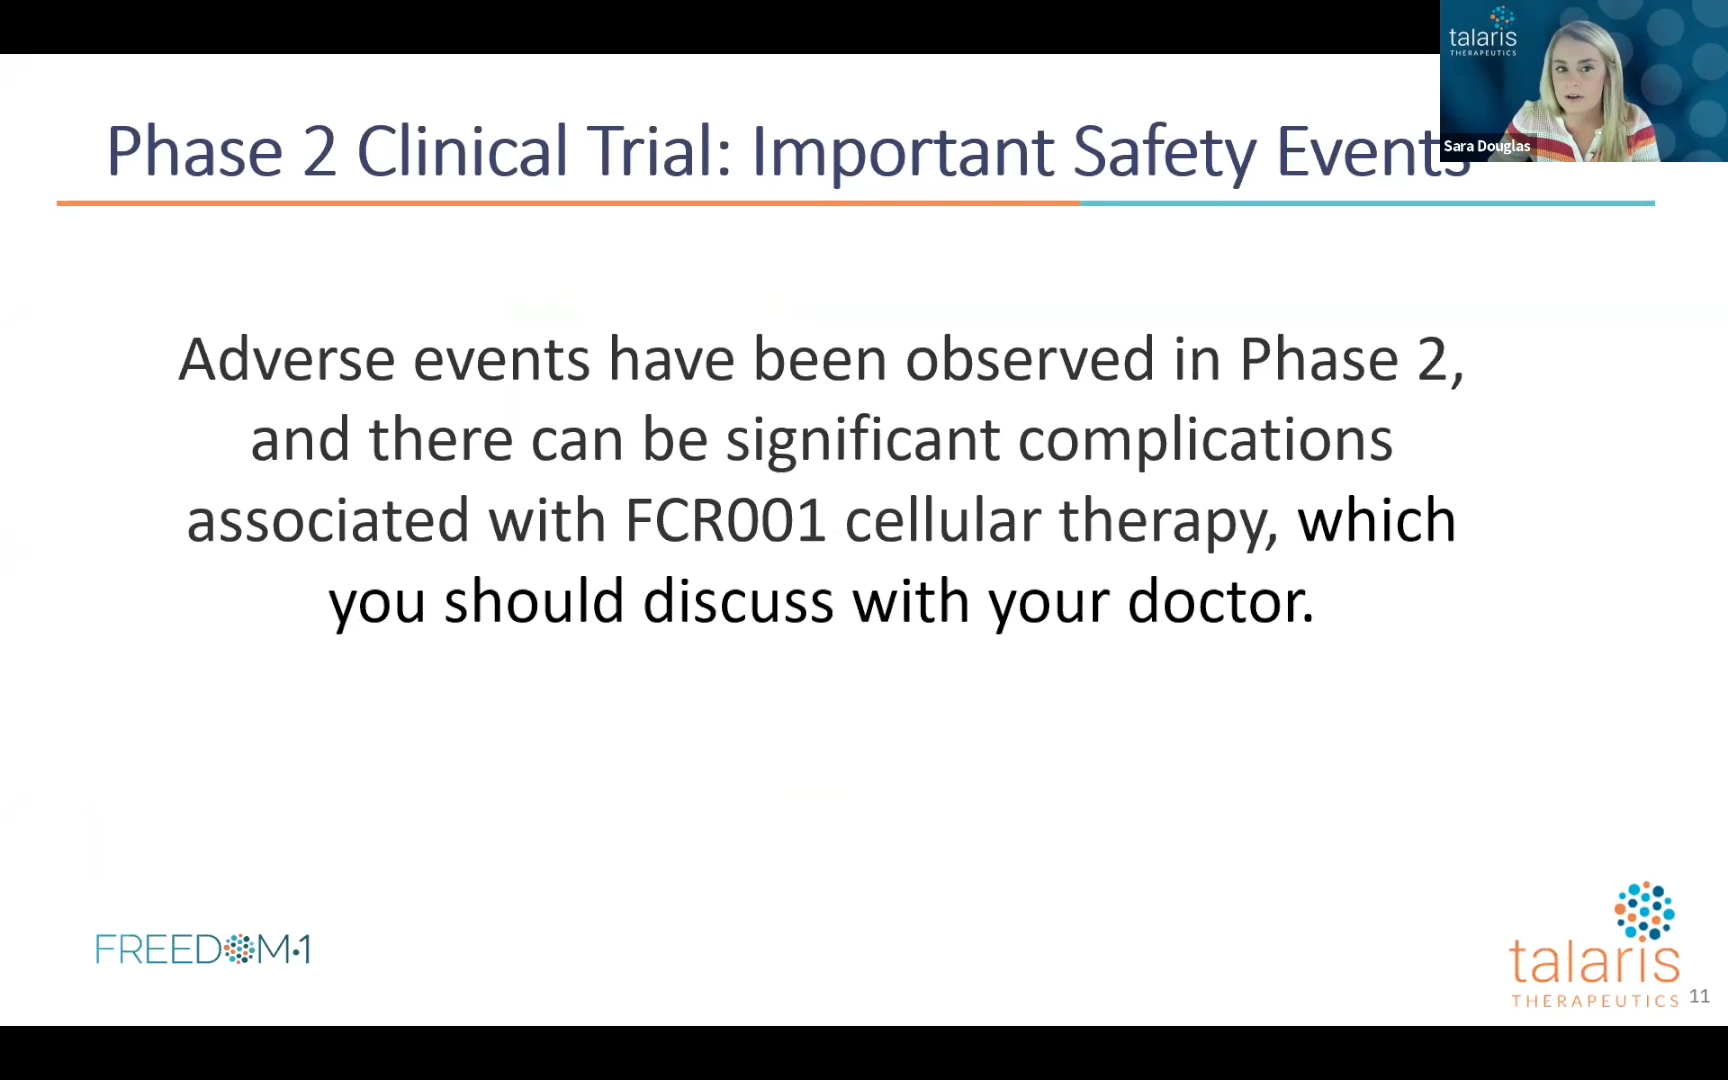 talaris
THERAPEUTICS
Sara Douglas
Phase 2 Clinical Trial: Important Safety Events
Adverse events have been observed in Phase 2,
and there can be significant complications
associated with FCR001 cellular therapy, which
you should discuss with your doctor.
FREEDOM·1
talaris
THERAPEUTICS
11